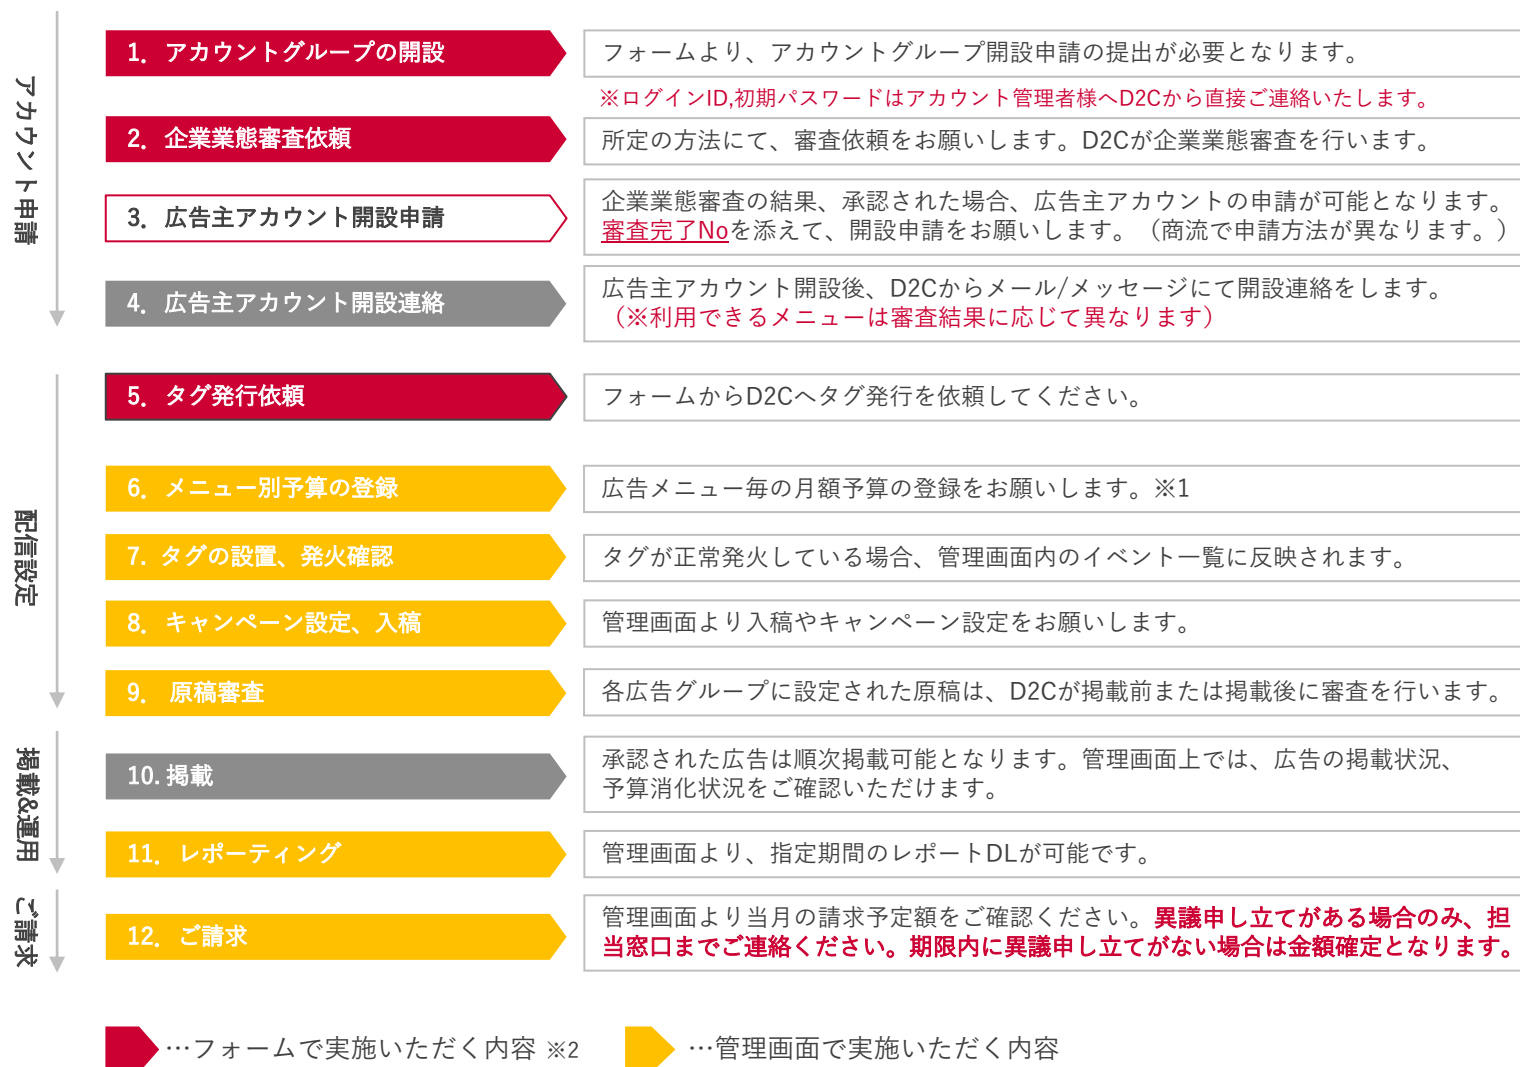 アカウント申請
1. アカウントグループの開設
フォームより、アカウントグループ開設申請の提出が必要となります。
※ログインID,初期パスワードはアカウント管理者様へD2Cから直接ご連絡いたします。
2. 企業業態審査依頼
所定の方法にて、審査依頼をお願いします。D2Cが企業業態審査を行います。
3. 広告主アカウント開設申請
企業業態審査の結果、承認された場合、広告主アカウントの申請が可能となります。
審査完了Noを添えて、開設申請をお願いします。（商流で申請方法が異なります。）
4. 広告主アカウント開設連絡
広告主アカウント開設後、D2Cからメール/メッセージにて開設連絡をします。
（※利用できるメニューは審査結果に応じて異なります）
配信設定
5. タグ発行依頼
フォームからD2Cへタグ発行を依頼してください。
6. メニュー別予算の登録
広告メニュー毎の月額予算の登録をお願いします。※1
7. タグの設置、発火確認
タグが正常発火している場合、管理画面内のイベント一覧に反映されます。
8. キャンペーン設定、入稿
管理画面より入稿やキャンペーン設定をお願いします。
9. 原稿審査
各広告グループに設定された原稿は、D2Cが掲載前または掲載後に審査を行います。
掲載&運用
10. 掲載
承認された広告は順次掲載可能となります。管理画面上では、広告の掲載状況、
予算消化状況をご確認いただけます。
11. レポーティング
管理画面より、指定期間のレポートDLが可能です。
ご請求
12. ご請求
管理画面より当月の請求予定額をご確認ください。異議申し立てがある場合のみ、担
当窓口までご連絡ください。期限内に異議申し立てがない場合は金額確定となります。
…フォームで実施いただく内容 ※2
…管理画面で実施いただく内容